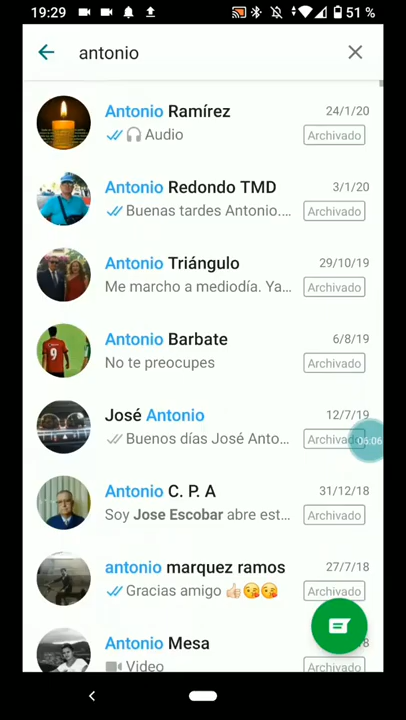 19:29 51 %
antonio
Antonio Ramírez 24/1/20
Audio Archivado
Antonio Redondo TMD 3/1/20
Buenas tardes Antonio.... Archivado
Antonio Triángulo 29/10/19
Me marcho a mediodía. Ya... Archivado
Antonio Barbate 6/8/19
No te preocupes Archivado
9
José Antonio 12/7/19
Buenos días José Anto... 06:06
Antonio C. P. A 31/12/18
Soy Jose Escobar abre est... Archivado
antonio marquez ramos 27/7/18
Gracias amigo 👍🏻😘😘 Archivado
Antonio Mesa
Video Archivado